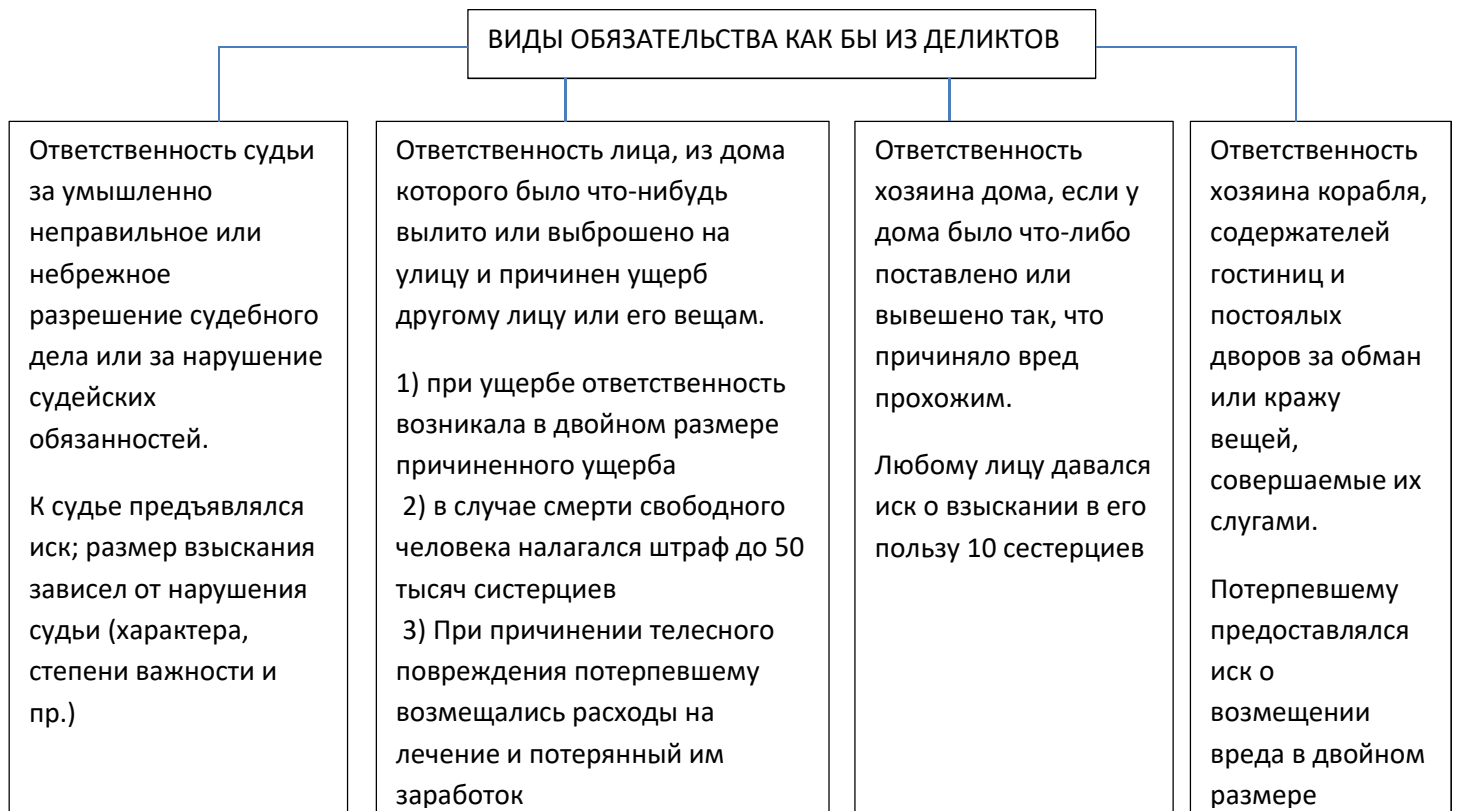 ВИДЫ ОБЯЗАТЕЛЬСТВА КАК БЫ ИЗ ДЕЛИКТОВ
Ответственность судьи
за умышленно
неправильное или
небрежное
разрешение судебного
дела или за нарушение
судейских
обязанностей.
К судье предъявлялся
иск; размер взыскания
зависел от нарушения
судьи (характера,
степени важности и
пр.)
Ответственность лица, из дома
которого было что-нибудь
вылито или выброшено на
улицу и причинен ущерб
другому лицу или его вещам.
1) при ущербе ответственность
возникала в двойном размере
причиненного ущерба
2) в случае смерти свободного
человека налагался штраф до 50
тысяч систерциев
3) При причинении телесного
повреждения потерпевшему
возмещались расходы на
лечение и потерянный им
заработок
Ответственность
хозяина дома, если у
дома было что-либо
поставлено или
вывешено так, что
причиняло вред
прохожим.
Любому лицу давался
иск о взыскании в его
пользу 10 сестерциев
Ответственность
хозяина корабля,
содержателей
гостиниц и
постоялых
дворов за обман
или кражу
вещей,
совершаемые их
слугами.
Потерпевшему
предоставлялся
иск о
возмещении
вреда в двойном
размере